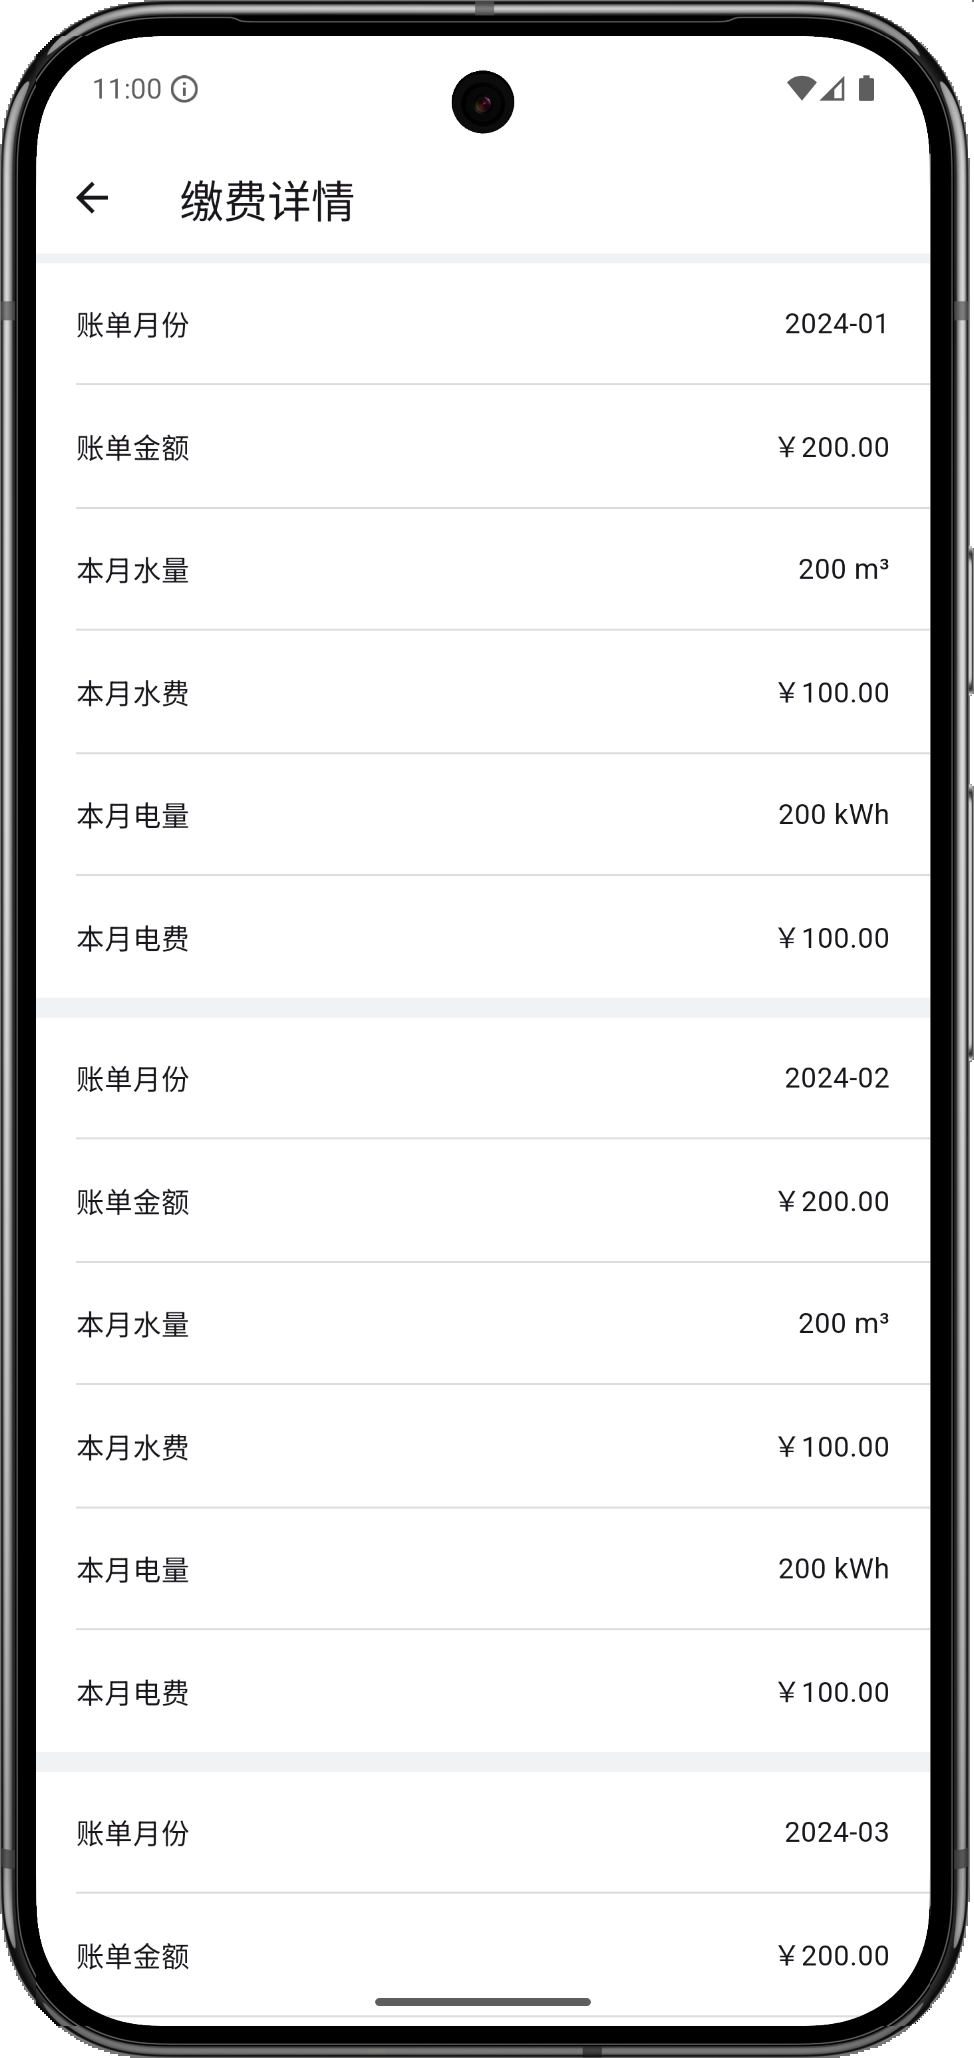 11:00
缴费详情
账单月份 2024-01
账单金额 ￥200.00
本月水量 200 m³
本月水费 ￥100.00
本月电量 200 kWh
本月电费 ￥100.00
账单月份 2024-02
账单金额 ￥200.00
本月水量 200 m³
本月水费 ￥100.00
本月电量 200 kWh
本月电费 ￥100.00
账单月份 2024-03
账单金额 ￥200.00